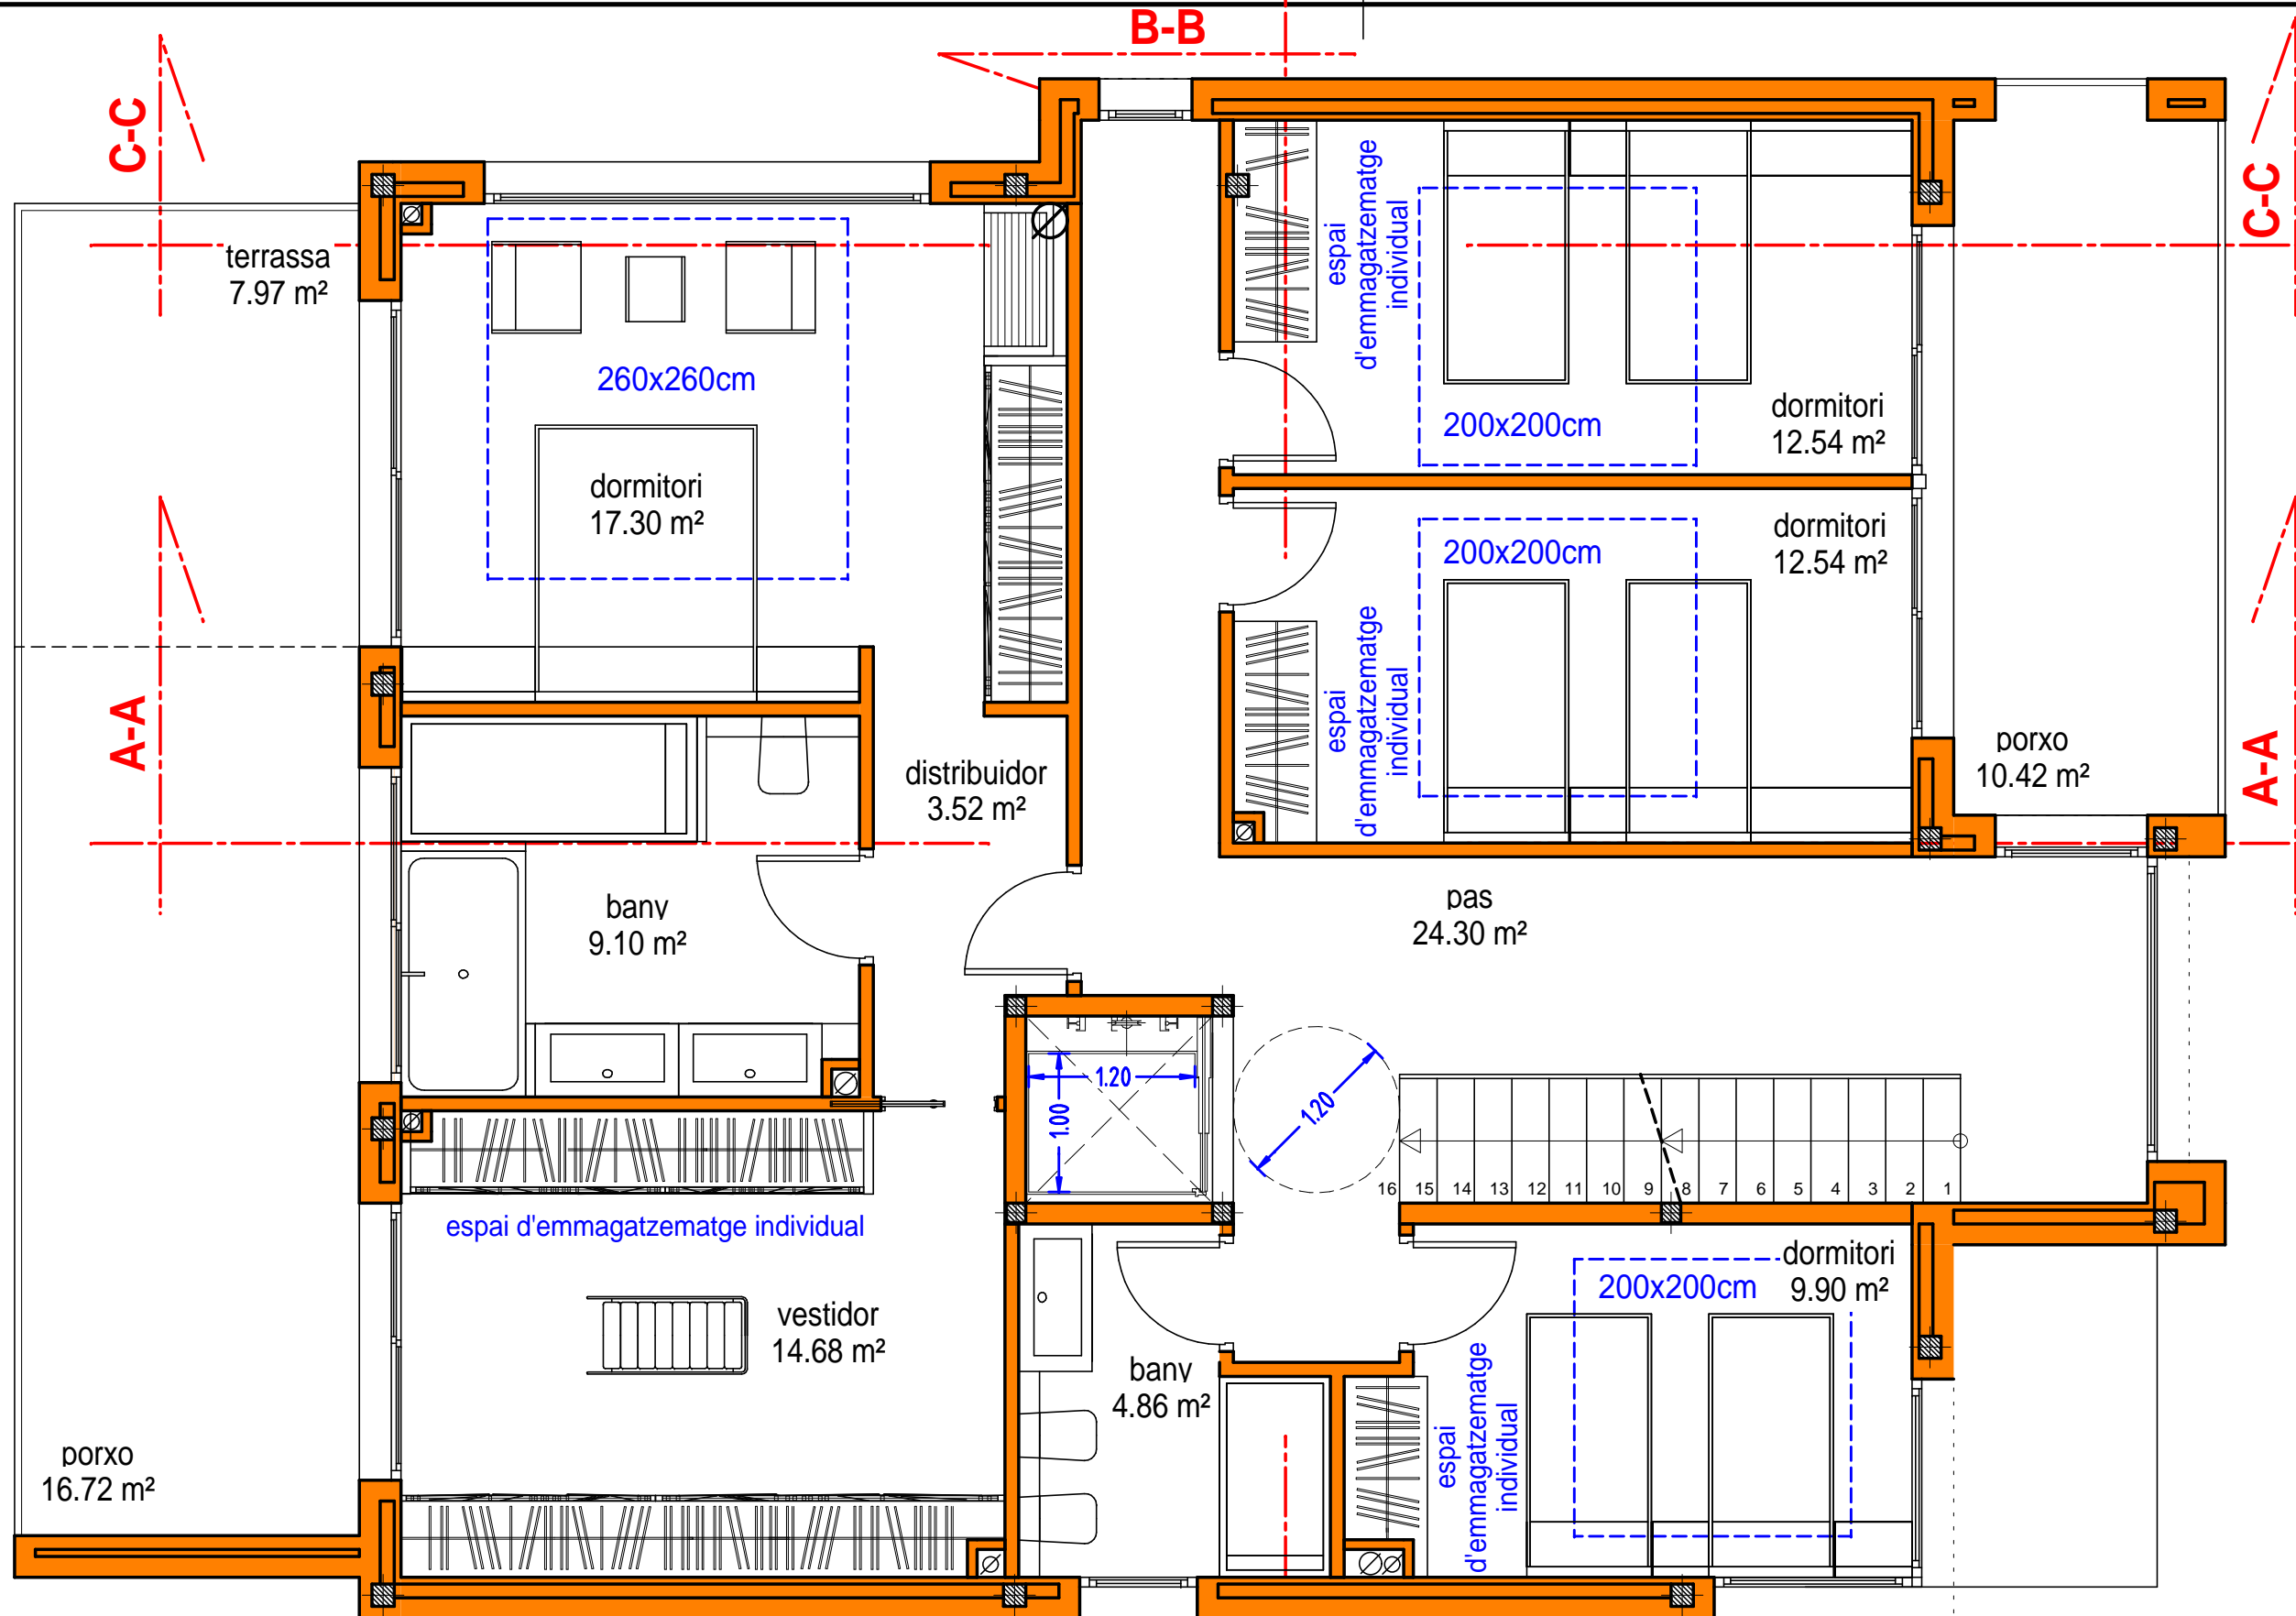 B-B
C-C
C-C
terrassa
7.97 m²
espai
d'emmagatzematge
individual
260x260cm
200x200cm
dormitori
12.54 m²
dormitori
17.30 m²
dormitori
12.54 m²
200x200cm
espai
d'emmagatzematge
individual
A-A
A-A
porxo
10.42 m²
distribuidor
3.52 m²
bany
9.10 m²
pas
24.30 m²
1.20
1.00
1.20
16 15 14 13 12 11 10 9 8 7 6 5 4 3 2 1
espai d'emmagatzematge individual
dormitori
9.90 m²
200x200cm
vestidor
14.68 m²
bany
4.86 m²
espai
d'emmagatzematge
individual
porxo
16.72 m²